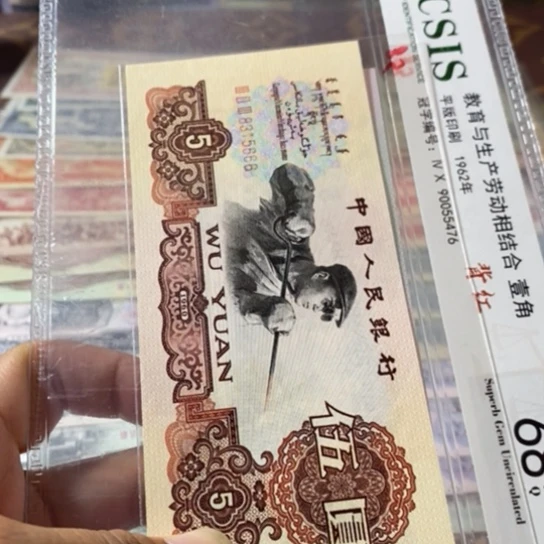 CSIS
教育与生产劳动相结合 壹角
平版印刷 1962年
冠字编号：IV X 90055476
背红
68 Q
Superb Gem Uncirculated
中國人民銀行
5
WU YUAN
1960
伍圓
5